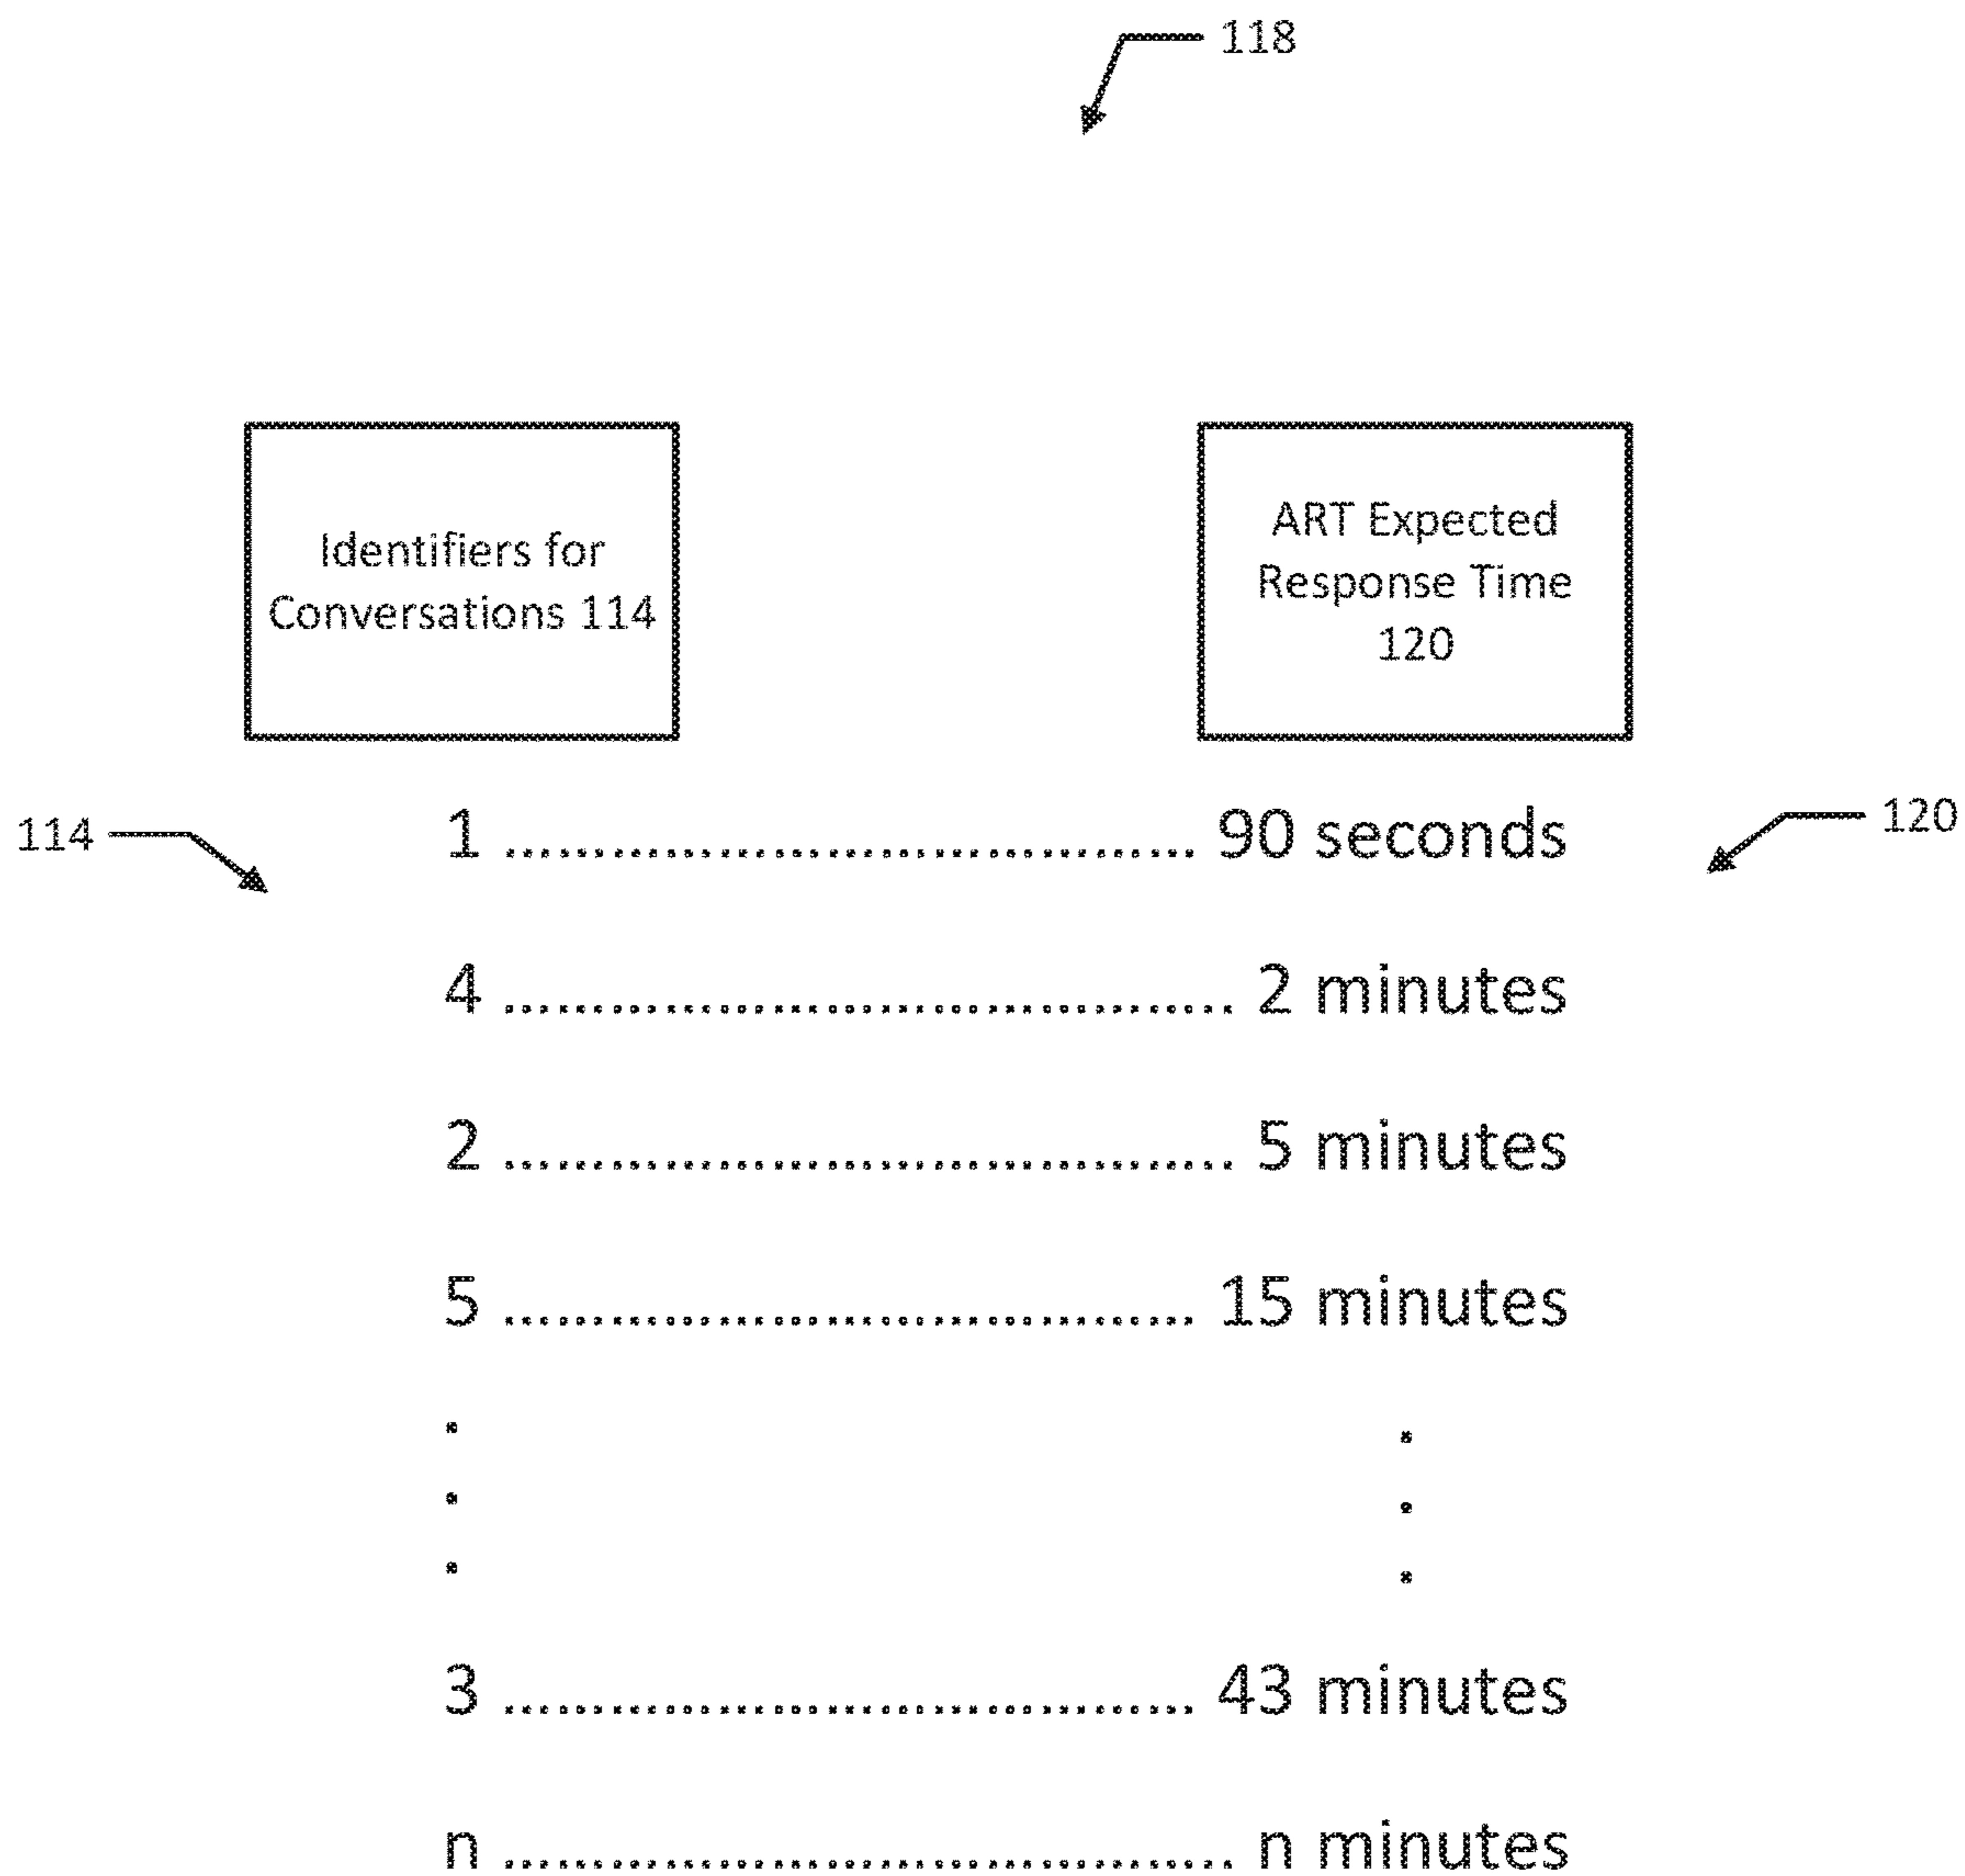 118
Identifiers for
Conversations 114
ART Expected
Response Time
120
114
1 ....................................... 90 seconds
120
4 ......................................... 2 minutes
2 ......................................... 5 minutes
5 ....................................... 15 minutes
.
.
.
.
.
.
3 ....................................... 43 minutes
n ......................................... n minutes